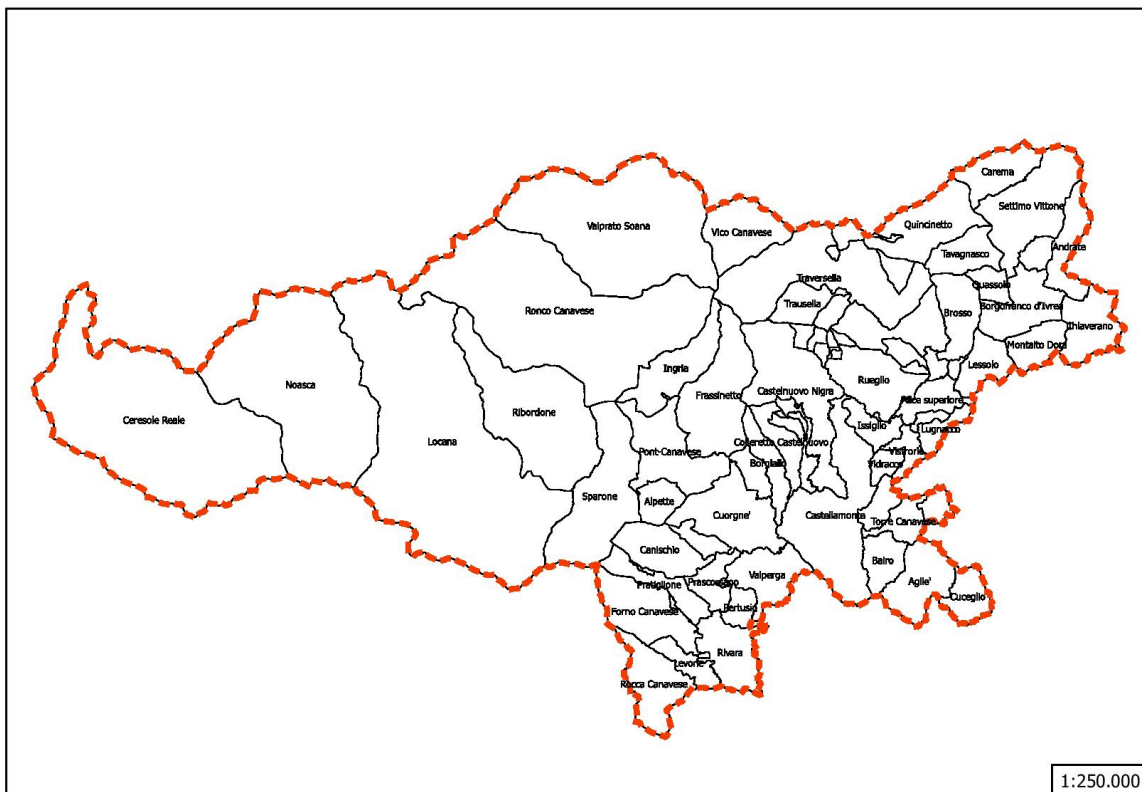 Carema
Settimo Vittone
Valprato Soana
Quincinetto
Vico Canavese
Andrate
Tavagnasco
Traversella
Quassolo
Trausella
Borgofranco d'Ivrea
Ronco Canavese
Brosso
Chiaverano
Montalto Dora
Lessolo
Ingria
Rueglio
Noasca
Castelnuovo Nigra
Frassinetto
Alice superiore
Ribordone
Ceresole Reale
Issiglio
Lugnacco
Locana
Colleretto Castelnuovo
Vistrorio
Pont-Canavese
Borgiallo
Vidracco
Sparone
Alpette
Cuorgne'
Castellamonte
Torre Canavese
Canischio
Bairo
Valperga
Prascorsano
Aglie'
Pratiglione
Cuceglio
Pertusio
Forno Canavese
Rivara
Levone
Rocca Canavese
1:250.000